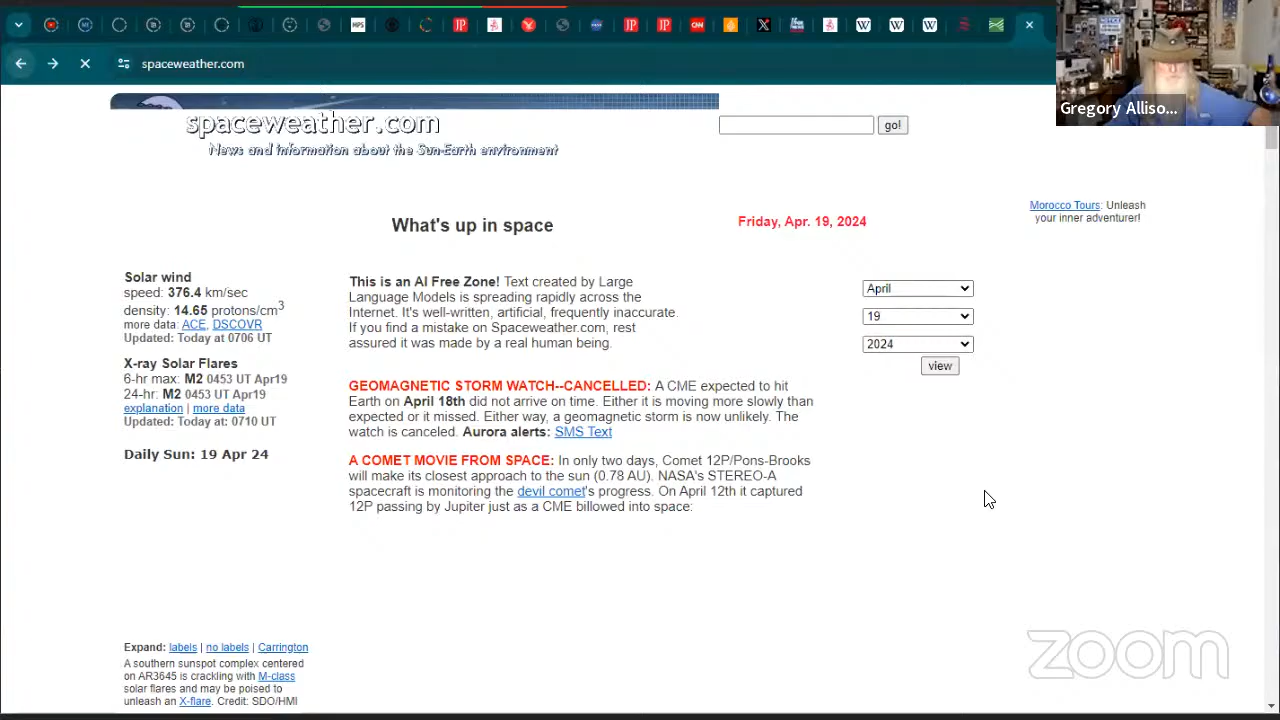 spaceweather.com
Gregory Alliso...
spaceweather.com
News and Information about the Sun-Earth environment
go!
What's up in space
Friday, Apr. 19, 2024
Morocco Tours: Unleash
your inner adventurer!
Solar wind
speed: 376.4 km/sec
density: 14.65 protons/cm3
more data: ACE, DSCOVR
Updated: Today at 0706 UT
X-ray Solar Flares
6-hr max: M2 0453 UT Apr19
24-hr: M2 0453 UT Apr19
explanation | more data
Updated: Today at: 0710 UT
Daily Sun: 19 Apr 24
This is an AI Free Zone! Text created by Large
Language Models is spreading rapidly across the
Internet. It's well-written, artificial, frequently inaccurate.
If you find a mistake on Spaceweather.com, rest
assured it was made by a real human being.
GEOMAGNETIC STORM WATCH--CANCELLED: A CME expected to hit
Earth on April 18th did not arrive on time. Either it is moving more slowly than
expected or it missed. Either way, a geomagnetic storm is now unlikely. The
watch is canceled. Aurora alerts: SMS Text
A COMET MOVIE FROM SPACE: In only two days, Comet 12P/Pons-Brooks
will make its closest approach to the sun (0.78 AU). NASA's STEREO-A
spacecraft is monitoring the devil comet's progress. On April 12th it captured
12P passing by Jupiter just as a CME billowed into space:
April
19
2024
view
Expand: labels | no labels | Carrington
A southern sunspot complex centered
on AR3645 is crackling with M-class
solar flares and may be poised to
unleash an X-flare. Credit: SDO/HMI
zoom